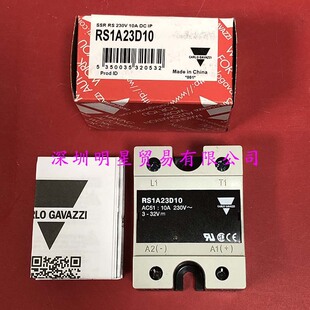 SSR RS 230V 10A DC IP
RS1A23D10
5 350035 320532
Prod ID
Made in China
CARLO GAVAZZI
深圳明星贸易有限公司
L1
T1
RS1A23D10
AC51 : 10A 230V~
3 - 32V
A2(-)
A1(+)
RLO GAVAZZI